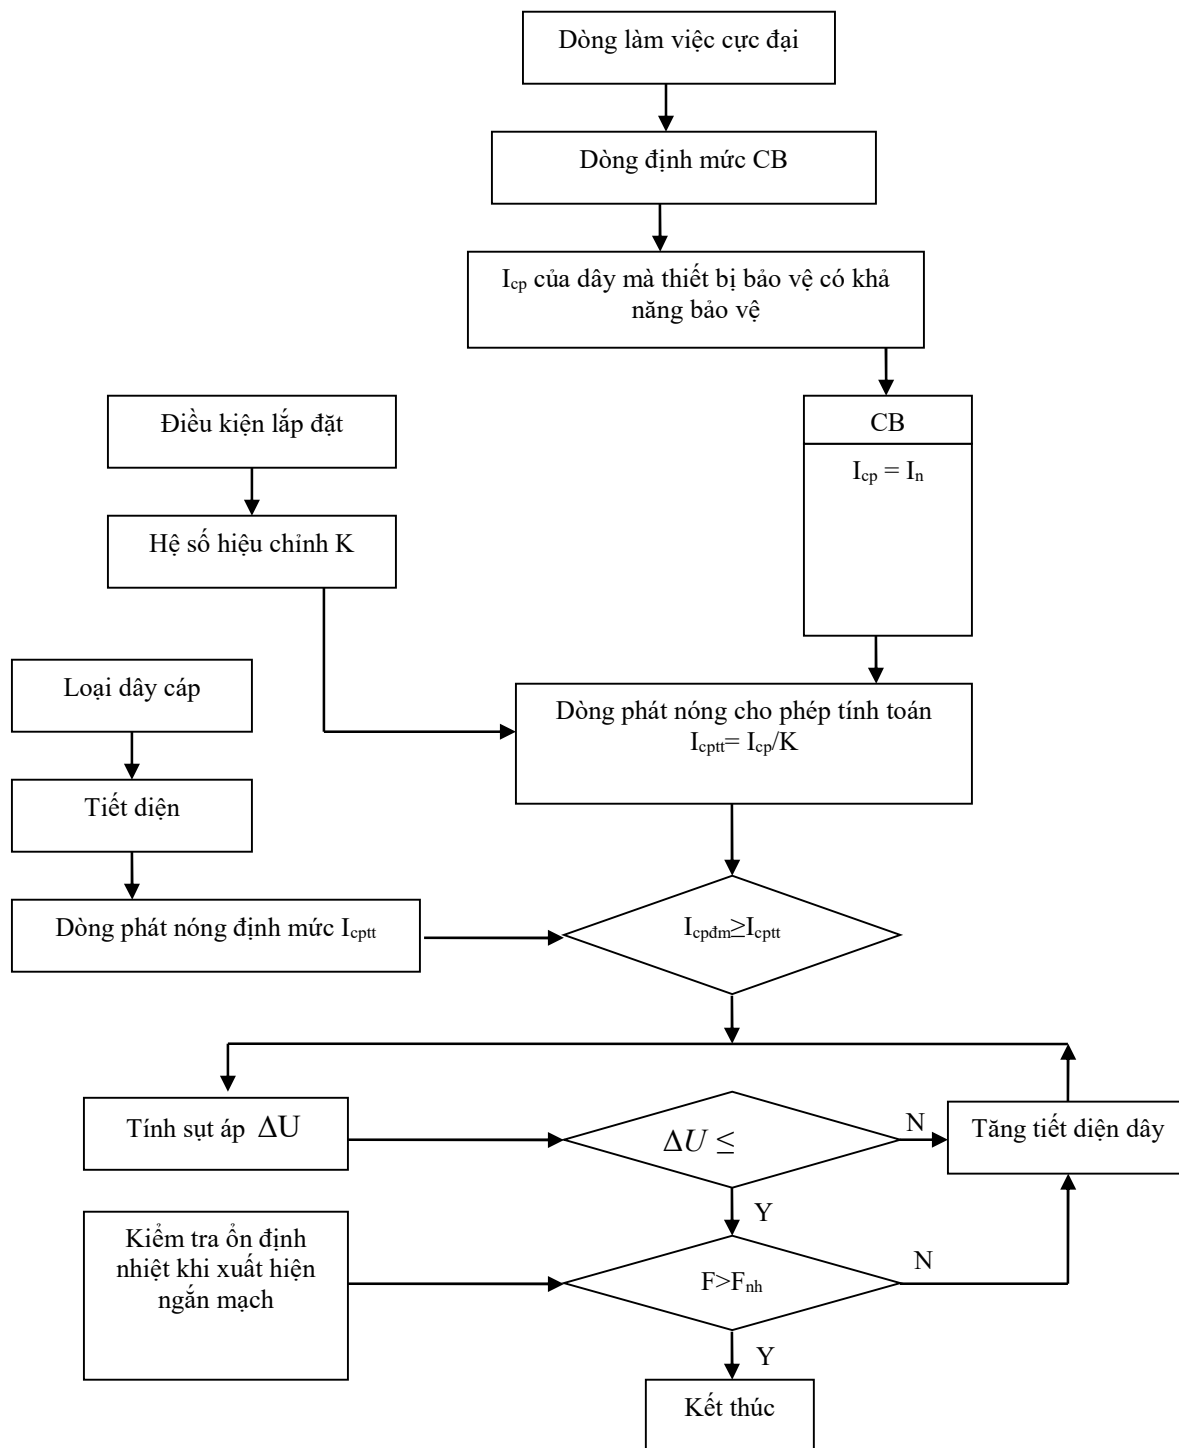 Dòng làm việc cực đại
Dòng định mức CB
Icp của dây mà thiết bị bảo vệ có khả
năng bảo vệ
Điều kiện lắp đặt
CB
Icp = In
Hệ số hiệu chỉnh K
Loại dây cáp
Dòng phát nóng cho phép tính toán
Icptt= Icp/K
Tiết diện
Dòng phát nóng định mức Icptt
Icpđm≥Icptt
Tính sụt áp ΔU
ΔU ≤
N
Tăng tiết diện dây
Y
Kiểm tra ổn định
nhiệt khi xuất hiện
ngắn mạch
F>Fnh
N
Y
Kết thúc